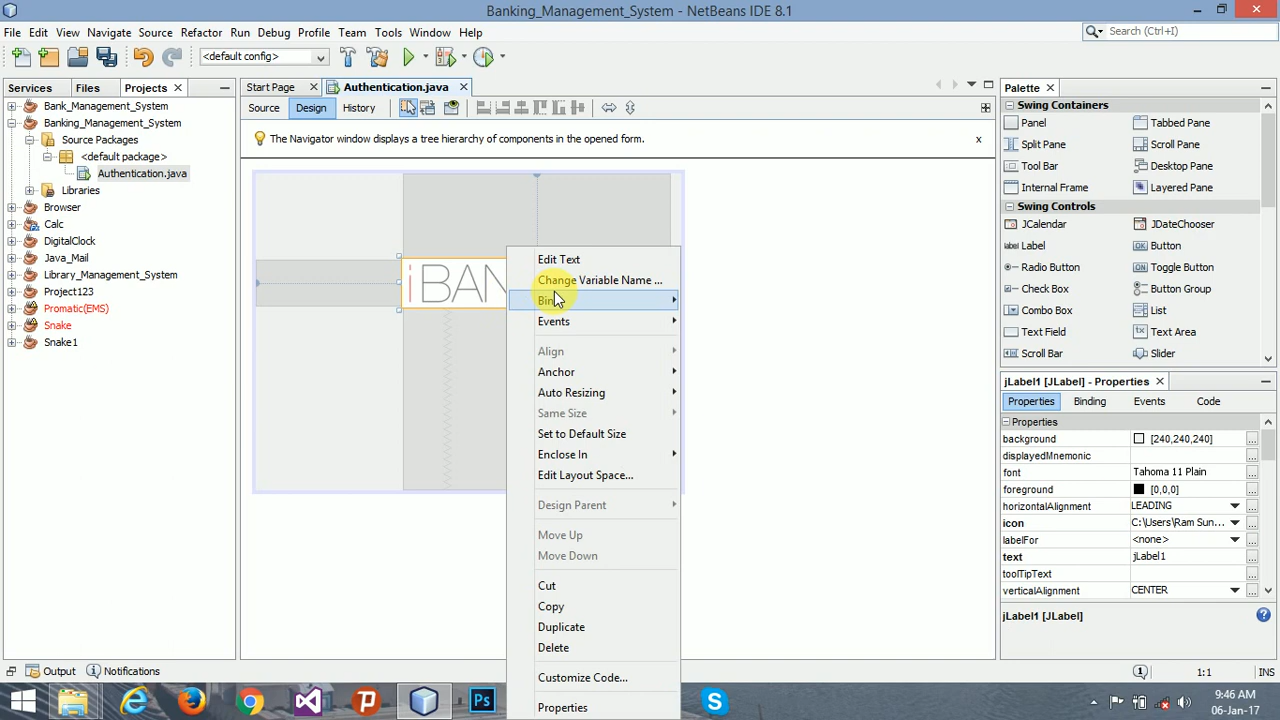 Banking_Management_System - NetBeans IDE 8.1
File Edit View Navigate Source Refactor Run Debug Profile Team Tools Window Help
Search (Ctrl+I)
<default config>
Services Files Projects
Start Page Authentication.java
Palette
Source Design History
The Navigator window displays a tree hierarchy of components in the opened form. x
Bank_Management_System
Banking_Management_System
Source Packages
<default package>
Authentication.java
Libraries
Browser
Calc
DigitalClock
Java_Mail
Library_Management_System
Project123
Promatic(EMS)
Snake
Snake1
iBAN
Edit Text
Change Variable Name ...
Events
Align
Anchor
Auto Resizing
Same Size
Set to Default Size
Enclose In
Edit Layout Space...
Design Parent
Move Up
Move Down
Cut
Copy
Duplicate
Delete
Customize Code...
Properties
Swing Containers
Panel Tabbed Pane
Split Pane Scroll Pane
Tool Bar Desktop Pane
Internal Frame Layered Pane
Swing Controls
JCalendar JDateChooser
label Label Button
Radio Button Toggle Button
Check Box Button Group
Combo Box List
Text Field Text Area
Scroll Bar Slider
jLabel1 [JLabel] - Properties
Properties Binding Events Code
Properties
background [240,240,240] ...
displayedMnemonic ...
font Tahoma 11 Plain ...
foreground [0,0,0] ...
horizontalAlignment LEADING ...
icon C:\Users\Ram Sun... ...
labelFor <none> ...
text jLabel1 ...
toolTipText ...
verticalAlignment CENTER ...
jLabel1 [JLabel]
Output Notifications
1:1 INS
Ps
9:46 AM
06-Jan-17